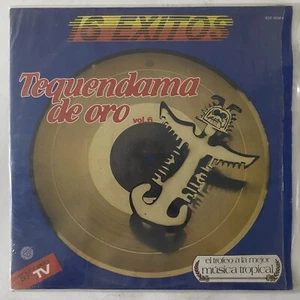 16 EXITOS
Tequendama
de oro vol. 6
TV
el trofeo a la mejor
música tropical